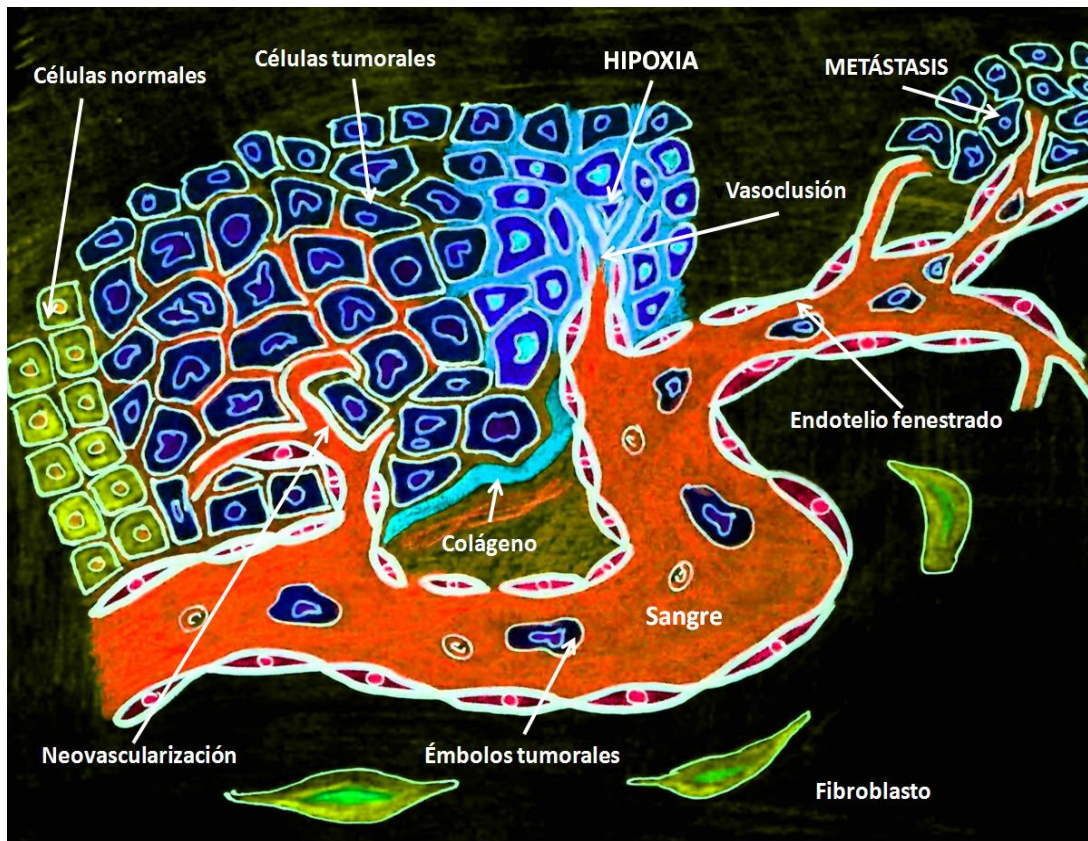 Células normales
Células tumorales
HIPOXIA
METÁSTASIS
Vasoclusión
Endotelio fenestrado
Colágeno
Sangre
Neovascularización
Émbolos tumorales
Fibroblasto